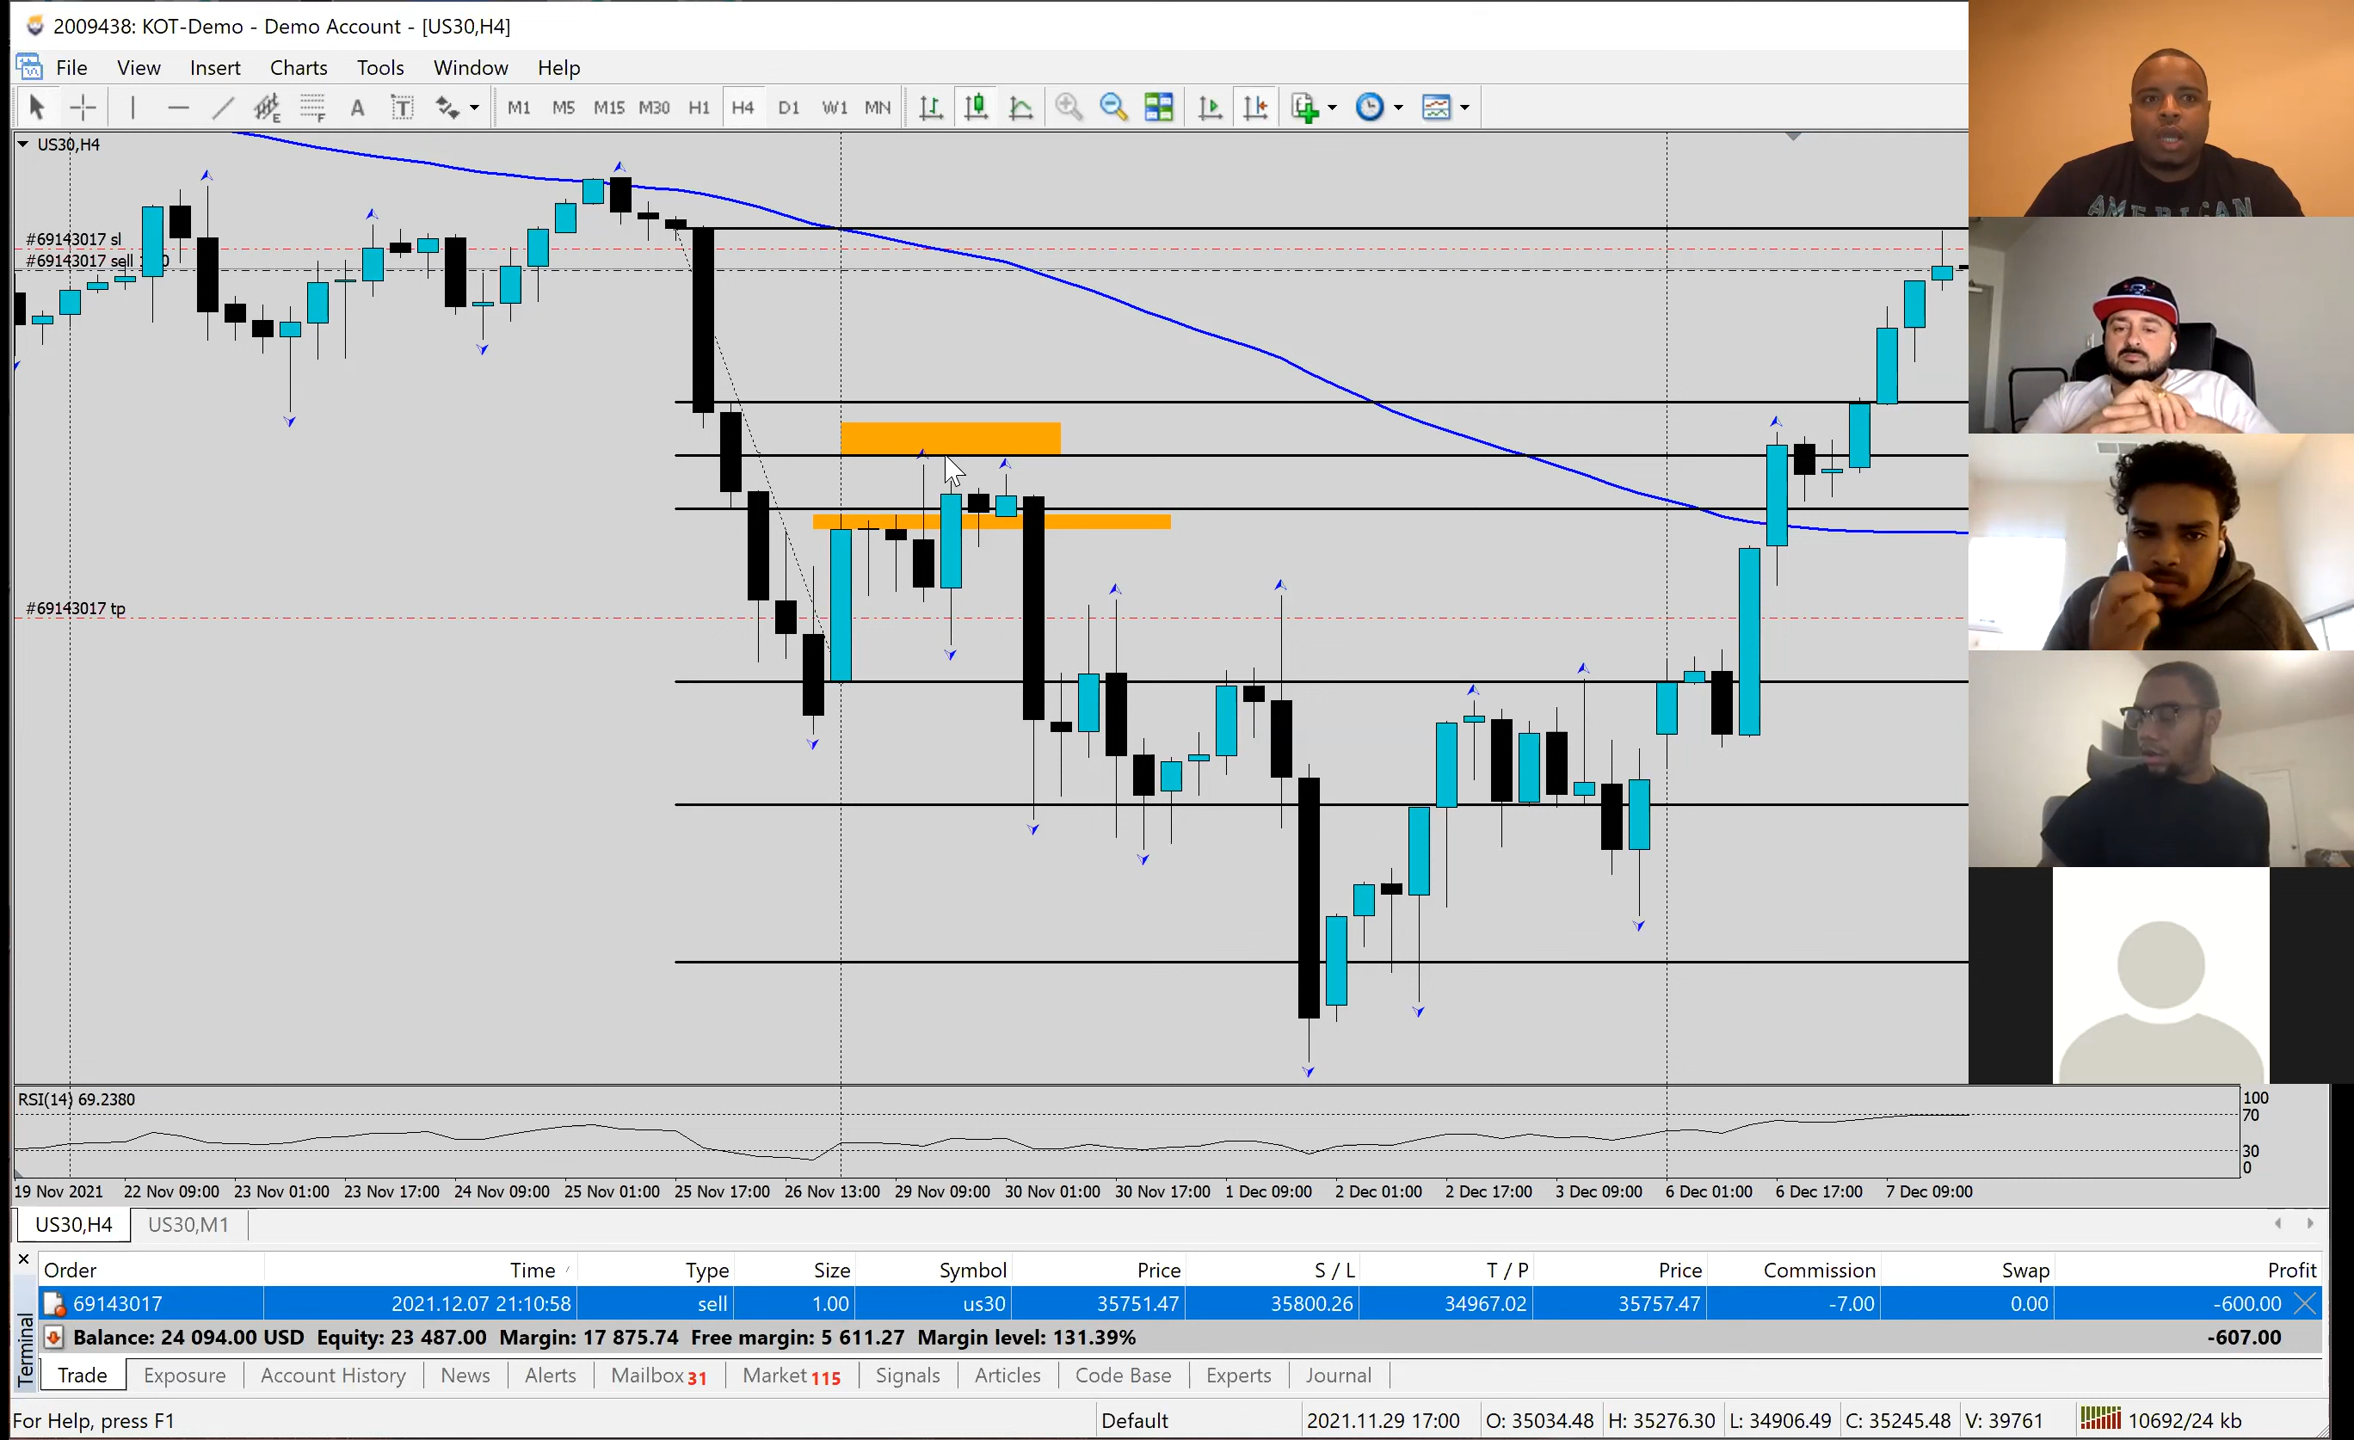 2009438: KOT-Demo - Demo Account - [US30,H4]
File View Insert Charts Tools Window Help
E F A T M1 M5 M15 M30 H1 H4 D1 W1 MN
US30,H4
#69143017 sl
#69143017 sell 1.00
#69143017 tp
AMERICAN
RSI(14) 69.2380
100
70
30
0
19 Nov 2021 22 Nov 09:00 23 Nov 01:00 23 Nov 17:00 24 Nov 09:00 25 Nov 01:00 25 Nov 17:00 26 Nov 13:00 29 Nov 09:00 30 Nov 01:00 30 Nov 17:00 1 Dec 09:00 2 Dec 01:00 2 Dec 17:00 3 Dec 09:00 6 Dec 01:00 6 Dec 17:00 7 Dec 09:00
US30,H4 US30,M1
Order Time Type Size Symbol Price S / L T / P Price Commission Swap Profit
69143017 2021.12.07 21:10:58 sell 1.00 us30 35751.47 35800.26 34967.02 35757.47 -7.00 0.00 -600.00
Balance: 24 094.00 USD Equity: 23 487.00 Margin: 17 875.74 Free margin: 5 611.27 Margin level: 131.39% -607.00
Terminal
Trade Exposure Account History News Alerts Mailbox 31 Market 115 Signals Articles Code Base Experts Journal
For Help, press F1 Default 2021.11.29 17:00 O: 35034.48 H: 35276.30 L: 34906.49 C: 35245.48 V: 39761 10692/24 kb